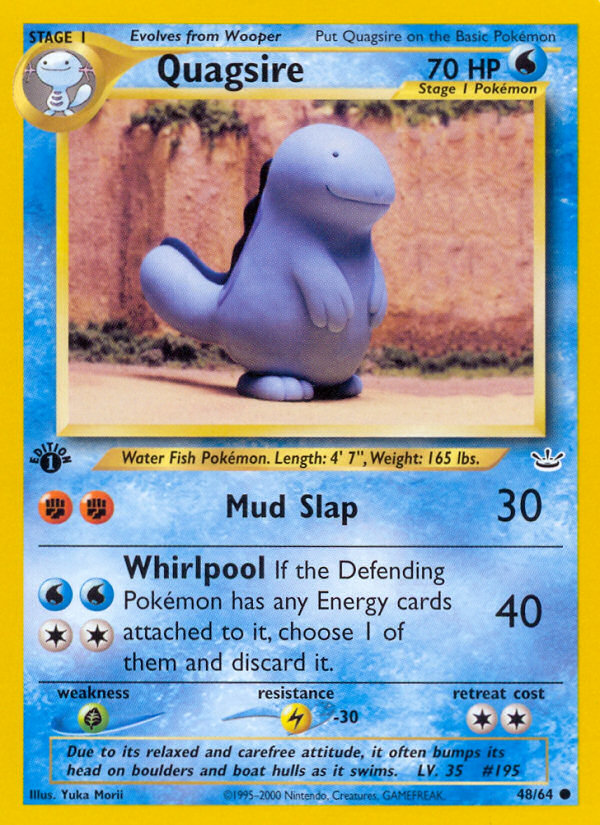 STAGE 1 Evolves from Wooper Put Quagsire on the Basic Pokémon
Quagsire 70 HP
Stage 1 Pokémon
EDITION
1
Water Fish Pokémon. Length: 4' 7", Weight: 165 lbs.
Mud Slap 30
Whirlpool If the Defending
Pokémon has any Energy cards
attached to it, choose 1 of
them and discard it.
40
weakness resistance retreat cost
-30
Due to its relaxed and carefree attitude, it often bumps its
head on boulders and boat hulls as it swims. LV. 35 #195
Illus. Yuka Morii ©1995-2000 Nintendo, Creatures, GAMEFREAK. 48/64